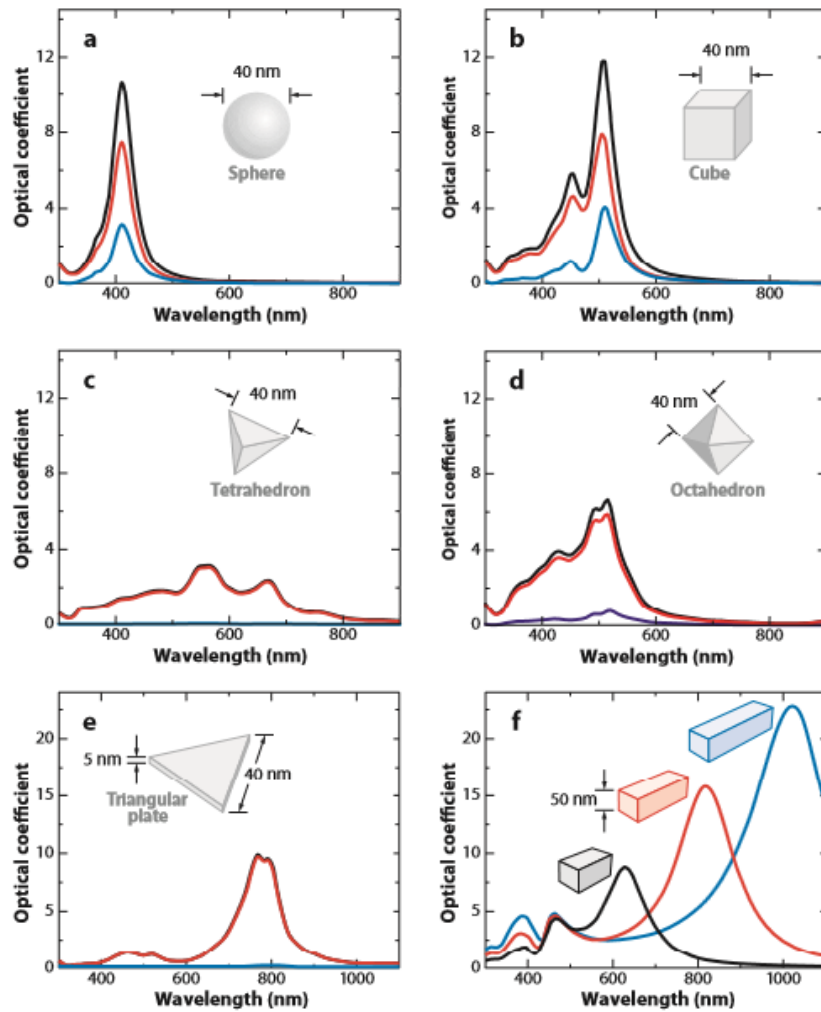 a
40 nm
Sphere
Optical coefficient
12
8
4
0
400
600
800
Wavelength (nm)
b
40 nm
Cube
Optical coefficient
12
8
4
0
400
600
800
Wavelength (nm)
c
40 nm
Tetrahedron
Optical coefficient
12
8
4
0
400
600
800
Wavelength (nm)
d
40 nm
Octahedron
Optical coefficient
12
8
4
0
400
600
800
Wavelength (nm)
e
5 nm
40 nm
Triangular
plate
Optical coefficient
20
15
10
5
0
400
600
800
1000
Wavelength (nm)
f
50 nm
Optical coefficient
20
15
10
5
0
400
600
800
1000
Wavelength (nm)